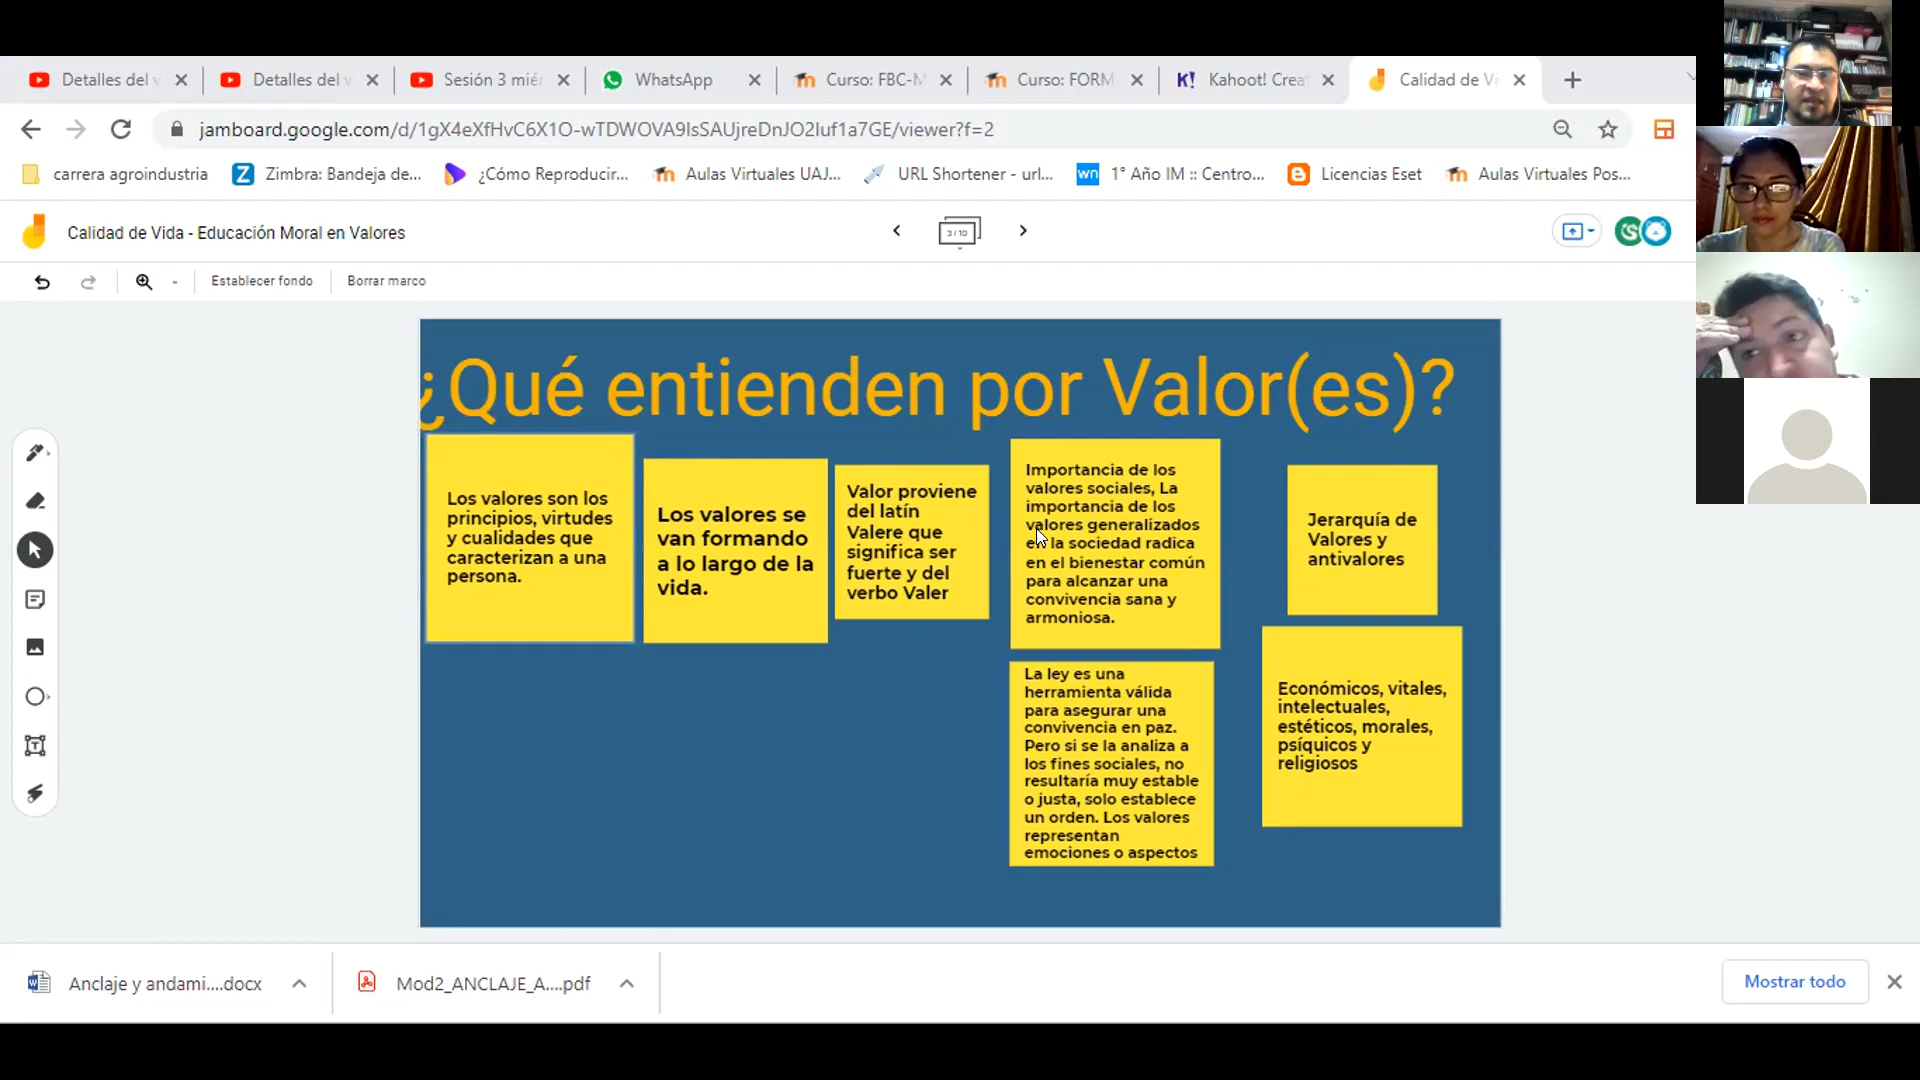 Detalles del v
Detalles del v
Sesión 3 miér
WhatsApp
Curso: FBC-M
Curso: FORM
K! Kahoot! Crea
Calidad de Vi
jamboard.google.com/d/1gX4eXfHvC6X1O-wTDWOVA9IsSAUjreDnJO2Iuf1a7GE/viewer?f=2
carrera agroindustria
Z Zimbra: Bandeja de...
¿Cómo Reproducir...
Aulas Virtuales UAJ...
URL Shortener - url...
wn 1° Año IM :: Centro...
Licencias Eset
Aulas Virtuales Pos...
Calidad de Vida - Educación Moral en Valores
3 / 10
Establecer fondo
Borrar marco
¿Qué entienden por Valor(es)?
Los valores son los
principios, virtudes
y cualidades que
caracterizan a una
persona.
Los valores se
van formando
a lo largo de la
vida.
Valor proviene
del latín
Valere que
significa ser
fuerte y del
verbo Valer
Importancia de los
valores sociales, La
importancia de los
valores generalizados
en la sociedad radica
en el bienestar común
para alcanzar una
convivencia sana y
armoniosa.
La ley es una
herramienta válida
para asegurar una
convivencia en paz.
Pero si se la analiza a
los fines sociales, no
resultaría muy estable
o justa, solo establece
un orden. Los valores
representan
emociones o aspectos
Jerarquía de
Valores y
antivalores
Económicos, vitales,
intelectuales,
estéticos, morales,
psíquicos y
religiosos
Anclaje y andami....docx
Mod2_ANCLAJE_A....pdf
Mostrar todo